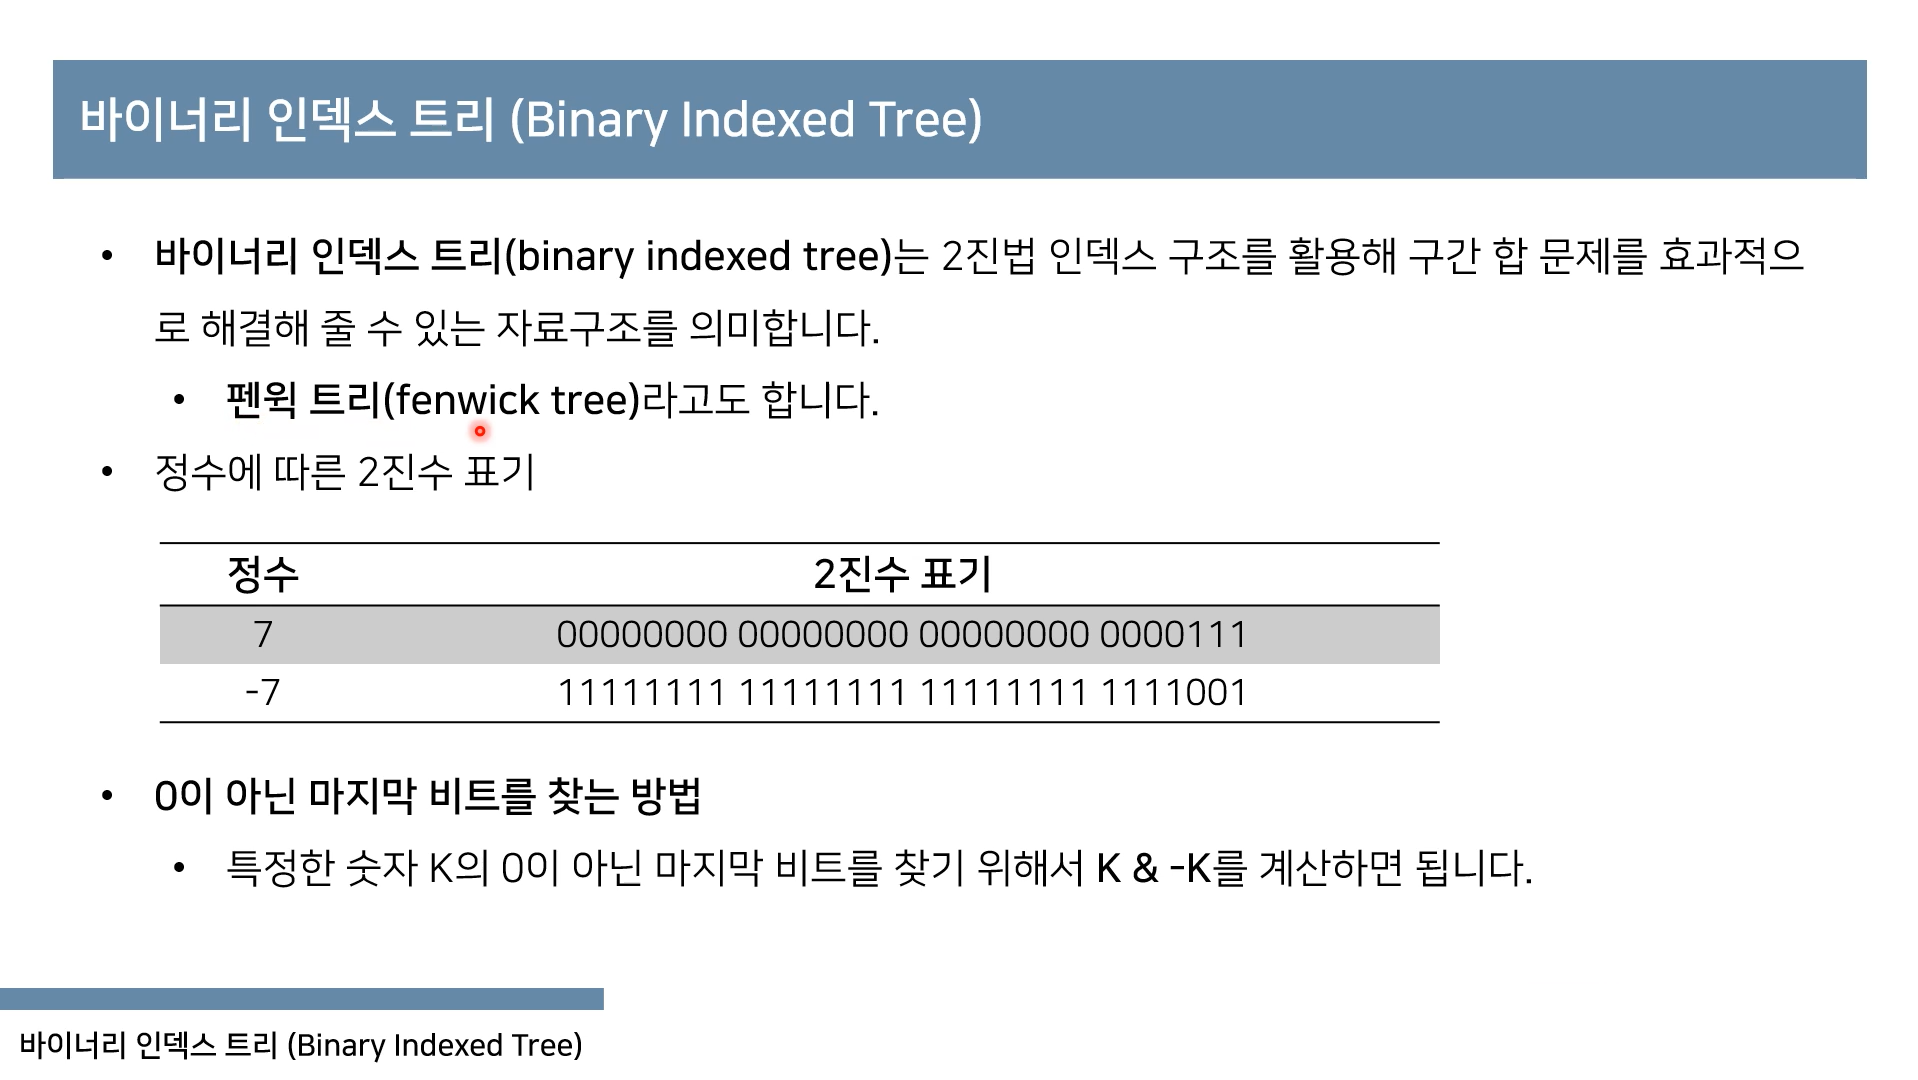 바이너리 인덱스 트리 (Binary Indexed Tree)
• 바이너리 인덱스 트리(binary indexed tree)는 2진법 인덱스 구조를 활용해 구간 합 문제를 효과적으
로 해결해 줄 수 있는 자료구조를 의미합니다.
• 펜윅 트리(fenwick tree)라고도 합니다.
• 정수에 따른 2진수 표기
정수 2진수 표기
7 00000000 00000000 00000000 0000111
-7 11111111 11111111 11111111 1111001
• 0이 아닌 마지막 비트를 찾는 방법
• 특정한 숫자 K의 0이 아닌 마지막 비트를 찾기 위해서 K & -K를 계산하면 됩니다.
바이너리 인덱스 트리 (Binary Indexed Tree)